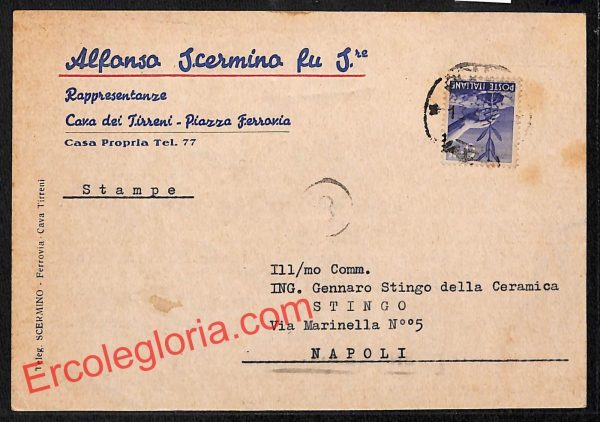 Alfonso Scermino fu J.re
Rappresentanze
Cava dei Tirreni - Piazza Ferrovia
Casa Propria Tel. 77
Stampe
POSTE ITALIANE
Teleg. SCERMINO - Ferrovia: Cava Tirreni
Ill/mo Comm.
ING. Gennaro Stingo della Ceramica
STINGO
Via Marinella N°°5
NAPOLI
Ercolegloria.com